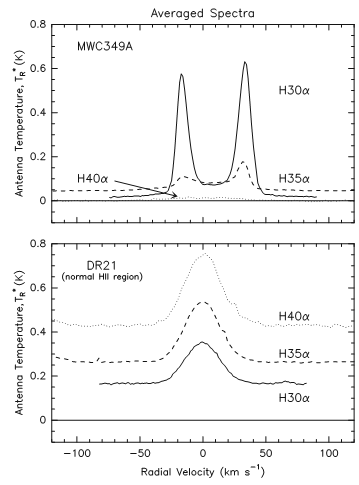 Averaged Spectra
Antenna Temperature, T_R* (K)
0.8
0.6
0.4
0.2
0
MWC349A
H30α
H40α
H35α
Antenna Temperature, T_R* (K)
0.8
0.6
0.4
0.2
0
DR21
(normal HII region)
H40α
H35α
H30α
−100 −50 0 50 100
Radial Velocity (km s⁻¹)